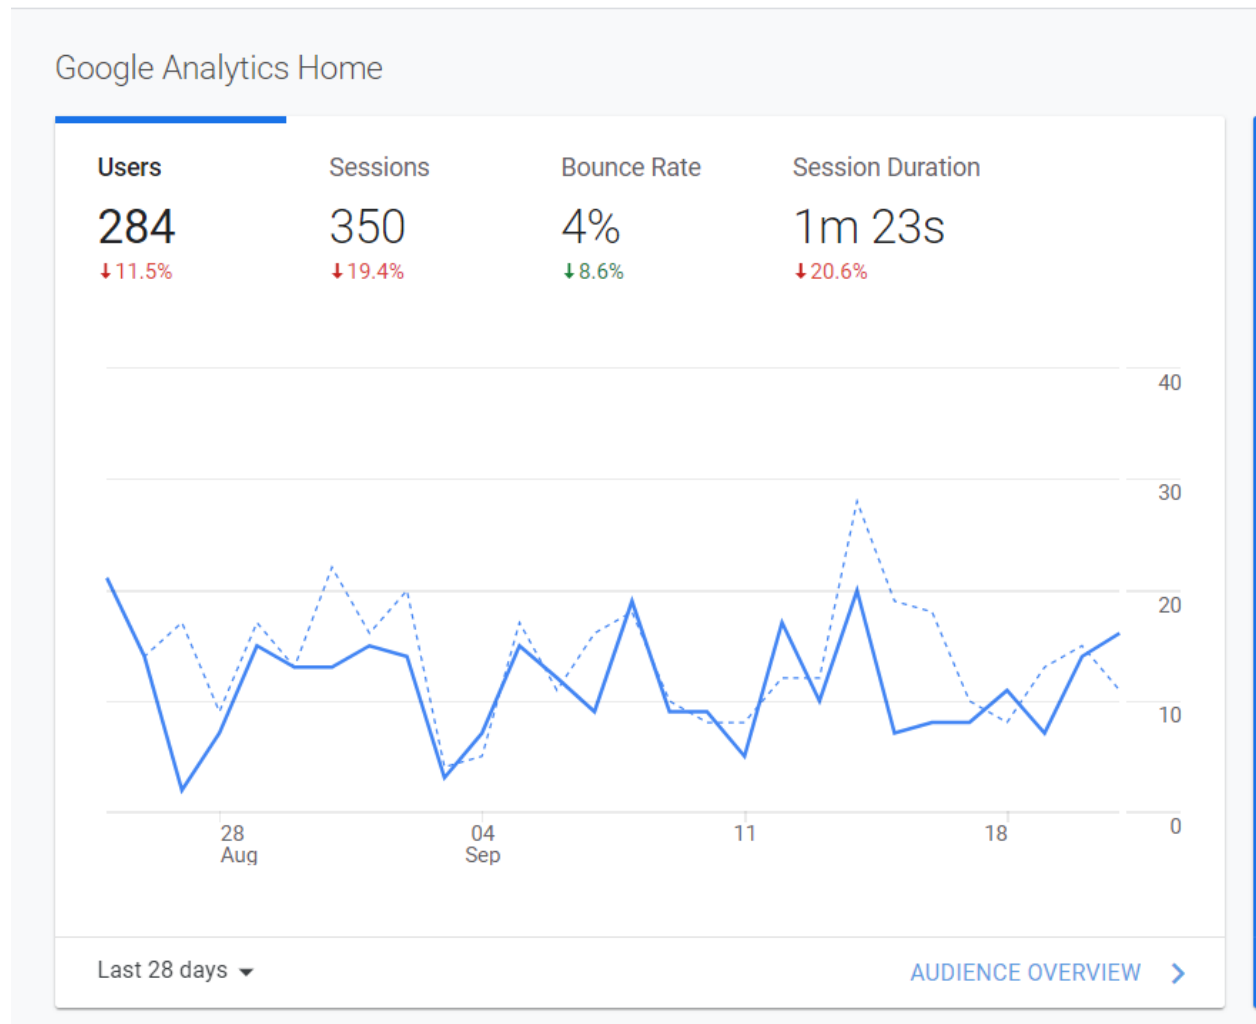 Google Analytics Home
Users Sessions Bounce Rate Session Duration
284 350 4% 1m 23s
↓11.5% ↓19.4% ↓8.6% ↓20.6%
40
30
20
10
0
28 04 11 18
Aug Sep
Last 28 days AUDIENCE OVERVIEW